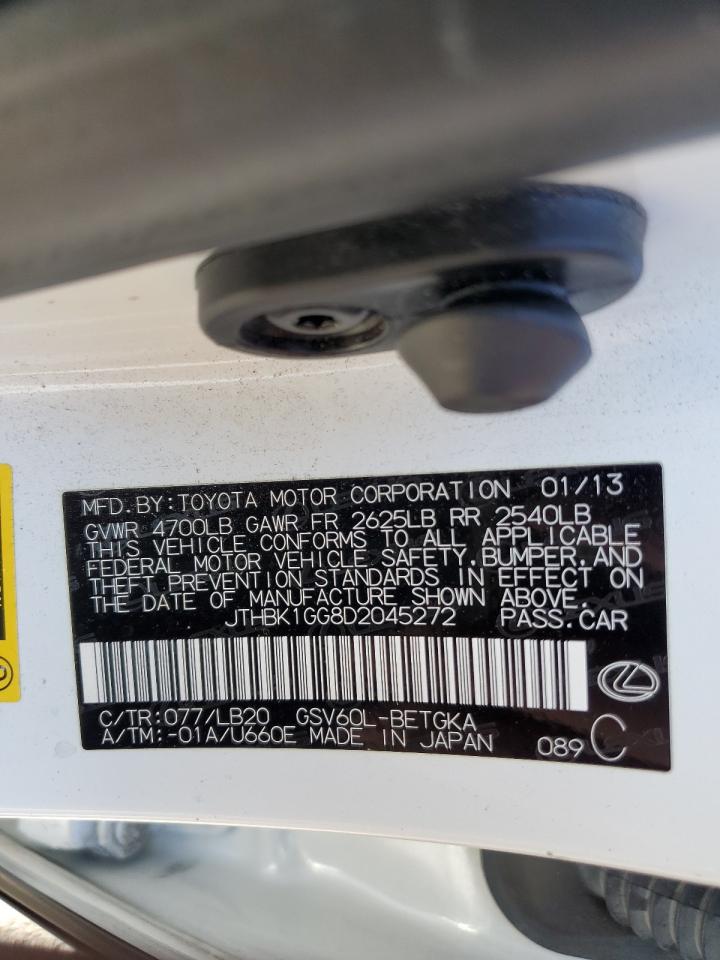 MFD.BY:TOYOTA MOTOR CORPORATION 01/13
GVWR 4700LB GAWR FR 2625LB RR 2540LB
THIS VEHICLE CONFORMS TO ALL APPLICABLE
FEDERAL MOTOR VEHICLE SAFETY,BUMPER,AND
THEFT PREVENTION STANDARDS IN EFFECT ON
THE DATE OF MANUFACTURE SHOWN ABOVE.
JTHBK1GG8D2045272 PASS.CAR
C/TR:077/LB20 GSV60L-BETGKA
A/TM:-01A/U660E MADE IN JAPAN 089 C